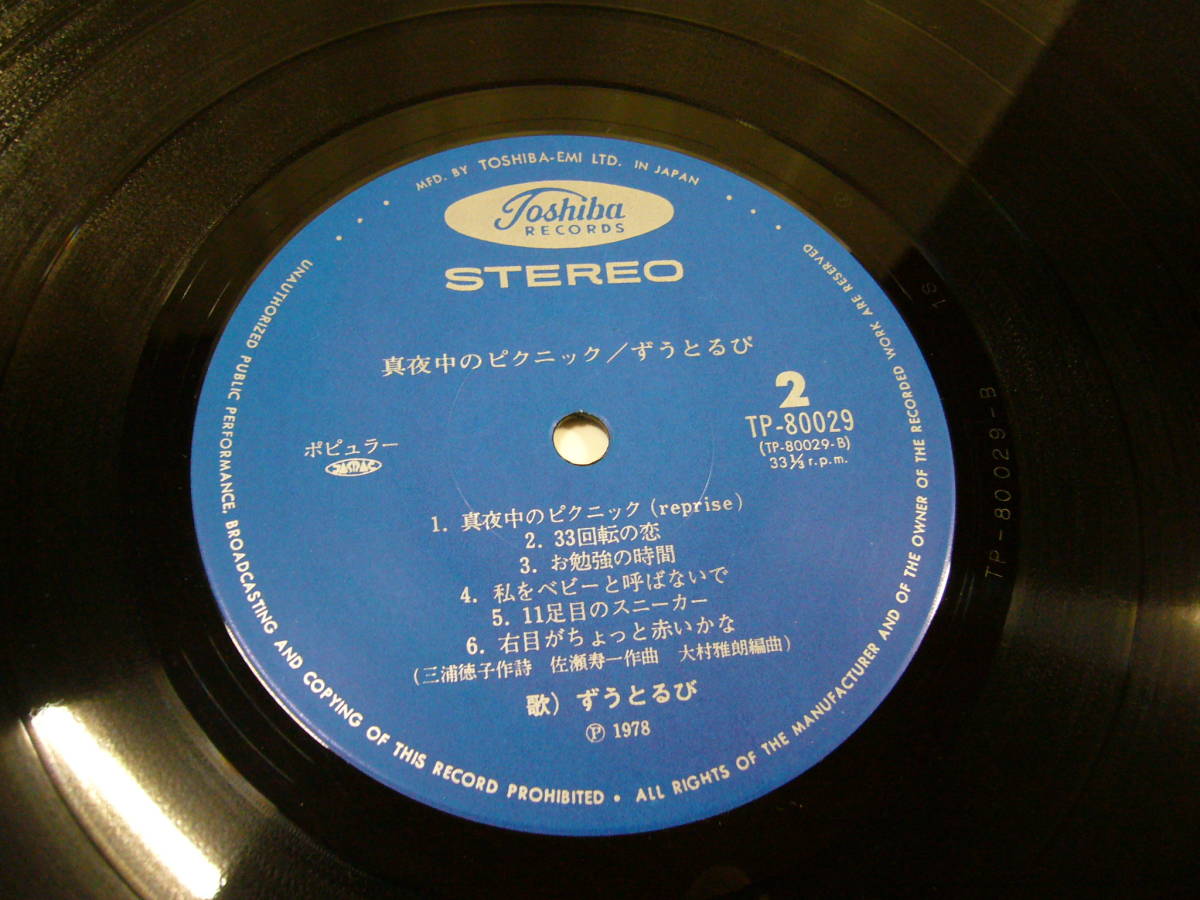 MFD. BY TOSHIBA-EMI LTD. IN JAPAN
Toshiba
RECORDS
STEREO
真夜中のピクニック/ずうとるび
2
TP-80029
(TP-80029-B)
33⅓ r.p.m.
ポピュラー
JASRAC
1. 真夜中のピクニック(reprise)
2. 33回転の恋
3. お勉強の時間
4. 私をベビーと呼ばないで
5. 11足目のスニーカー
6. 右目がちょっと赤いかな
(三浦徳子作詩 佐瀬寿一作曲 大村雅朗編曲)
歌) ずうとるび
Ⓟ 1978
UNAUTHORIZED PUBLIC PERFORMANCE, BROADCASTING AND COPYING OF THIS RECORD PROHIBITED • ALL RIGHTS OF THE MANUFACTURER AND OF THE OWNER OF THE RECORDED WORK ARE RESERVED
TP-80029-B
1S